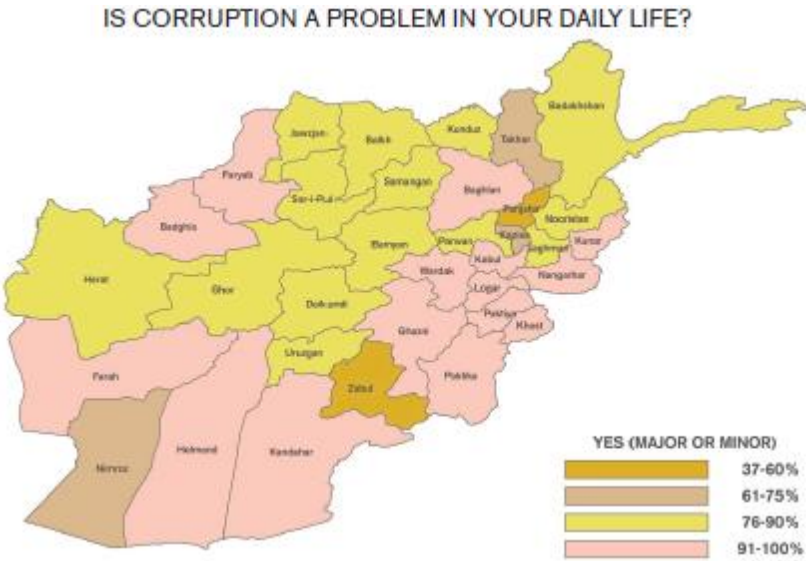 IS CORRUPTION A PROBLEM IN YOUR DAILY LIFE?
Badakhshan
Jawzjan
Balkh
Kunduz
Takhar
Faryab
Samangan
Baghlan
Sar-i-Pul
Panjshir
Nooristan
Badghis
Kapisa
Bamyan
Parwan
Laghman
Kunar
Kabul
Herat
Ghor
Wardak
Nangarhar
Logar
Daikundi
Paktya
Khost
Ghazni
Uruzgan
Farah
Zabul
Paktika
Helmand
Kandahar
Nimroz
YES (MAJOR OR MINOR)
37-60%
61-75%
76-90%
91-100%